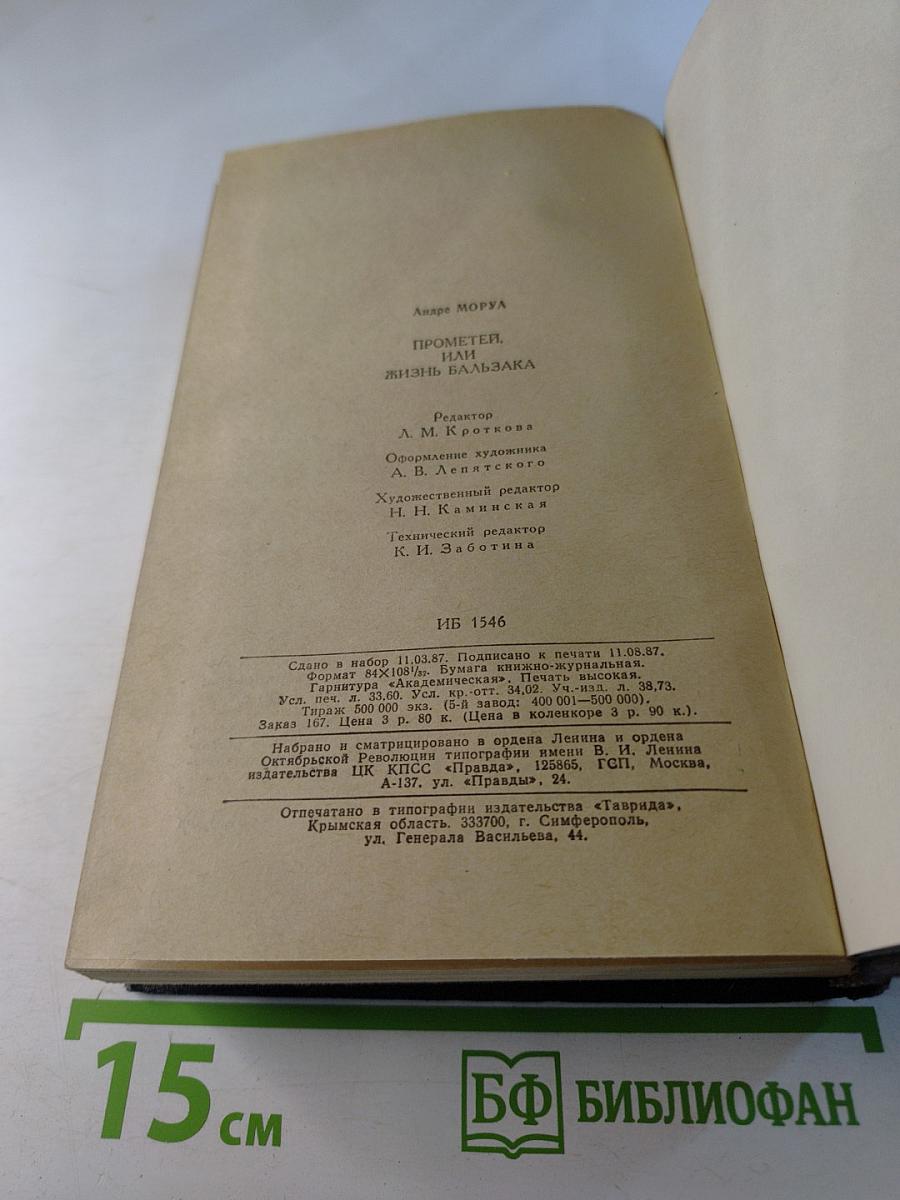 Андре МОРУА
ПРОМЕТЕЙ,
ИЛИ
ЖИЗНЬ БАЛЬЗАКА
Редактор
Л. М. Кроткова
Оформление художника
А. В. Лепятского
Художественный редактор
Н. Н. Каминская
Технический редактор
К. И. Заботина
ИБ 1546
Сдано в набор 11.03.87. Подписано к печати 11.08.87.
Формат 84×108¹/₃₂. Бумага книжно-журнальная.
Гарнитура «Академическая». Печать высокая.
Усл. печ. л. 33,60. Усл. кр.-отт. 34,02. Уч.-изд. л. 38,73.
Тираж 500 000 экз. (5-й завод: 400 001—500 000).
Заказ 167. Цена 3 р. 80 к. (Цена в коленкоре 3 р. 90 к.).
Набрано и сматрицировано в ордена Ленина и ордена
Октябрьской Революции типографии имени В. И. Ленина
издательства ЦК КПСС «Правда», 125865, ГСП, Москва,
А-137, ул. «Правды», 24.
Отпечатано в типографии издательства «Таврида»,
Крымская область. 333700, г. Симферополь,
ул. Генерала Васильева, 44.
15 см
БФ БИБЛИОФАН